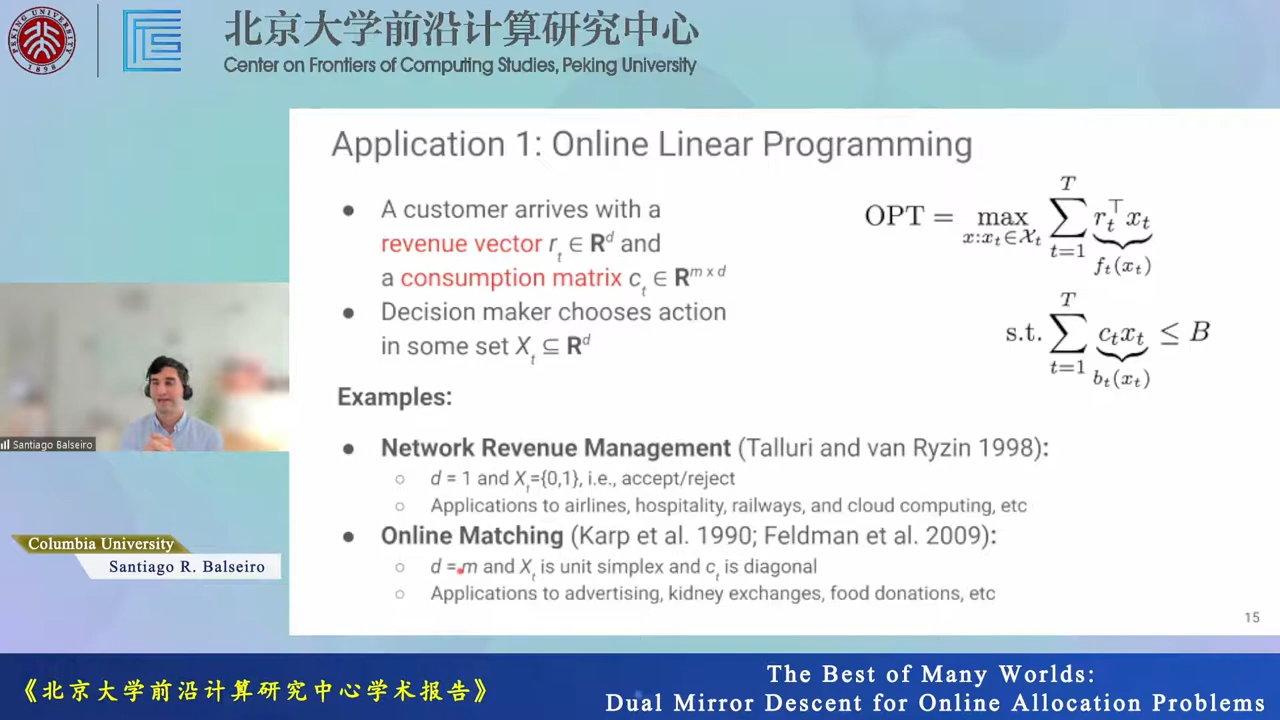 PEKING UNIVERSITY
1898
北京大学前沿计算研究中心
Center on Frontiers of Computing Studies, Peking University
Application 1: Online Linear Programming
● A customer arrives with a
revenue vector r_t ∈ R^d and
a consumption matrix c_t ∈ R^{m x d}
● Decision maker chooses action
in some set X_t ⊆ R^d
OPT = max_{x:x_t∈𝒳_t} \sum_{t=1}^{T} \underbrace{r_t^⊤ x_t}_{f_t(x_t)}
s.t. \sum_{t=1}^{T} \underbrace{c_t x_t}_{b_t(x_t)} ≤ B
Examples:
● Network Revenue Management (Talluri and van Ryzin 1998):
○ d = 1 and X_t={0,1}, i.e., accept/reject
○ Applications to airlines, hospitality, railways, and cloud computing, etc
● Online Matching (Karp et al. 1990; Feldman et al. 2009):
○ d = m and X_t is unit simplex and c_t is diagonal
○ Applications to advertising, kidney exchanges, food donations, etc
15
Santiago Balseiro
Columbia University
Santiago R. Balseiro
《北京大学前沿计算研究中心学术报告》
The Best of Many Worlds:
Dual Mirror Descent for Online Allocation Problems